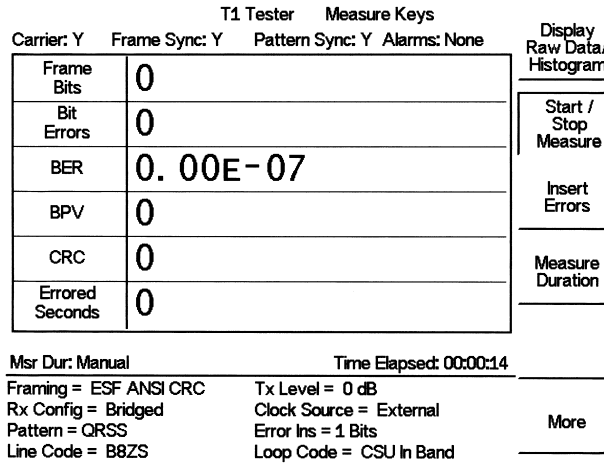 T1 Tester Measure Keys
Carrier: Y Frame Sync: Y Pattern Sync: Y Alarms: None
Frame
Bits
0
Bit
Errors
0
BER
0. 00E-07
BPV
0
CRC
0
Errored
Seconds
0
Msr Dur: Manual Time Elapsed: 00:00:14
Framing = ESF ANSI CRC Tx Level = 0 dB
Rx Config = Bridged Clock Source = External
Pattern = QRSS Error Ins = 1 Bits
Line Code = B8ZS Loop Code = CSU In Band
Display
Raw Data/
Histogram
Start /
Stop
Measure
Insert
Errors
Measure
Duration
More